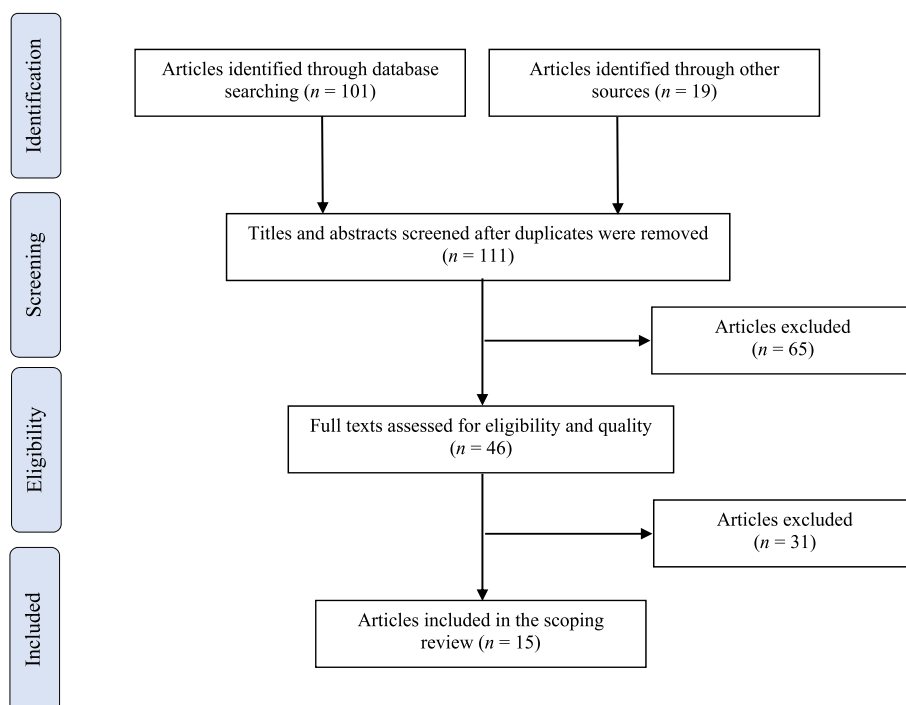 Identification
Articles identified through database
searching (n = 101)
Articles identified through other
sources (n = 19)
Screening
Titles and abstracts screened after duplicates were removed
(n = 111)
Articles excluded
(n = 65)
Eligibility
Full texts assessed for eligibility and quality
(n = 46)
Articles excluded
(n = 31)
Included
Articles included in the scoping
review (n = 15)